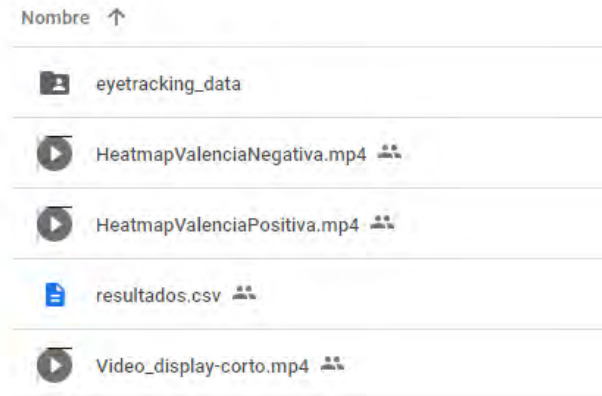 Nombre
eyetracking_data
HeatmapValenciaNegativa.mp4
HeatmapValenciaPositiva.mp4
resultados.csv
Video_display-corto.mp4